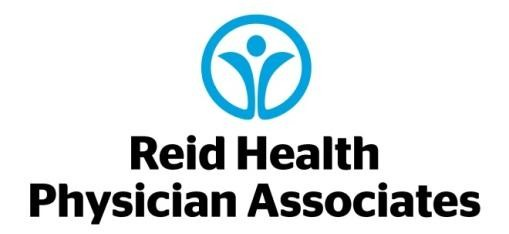 Reid Health
Physician Associates